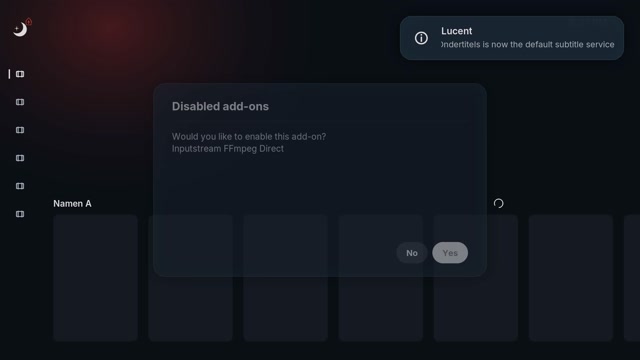 Lucent
Ondertitels is now the default subtitle service
Disabled add-ons
Would you like to enable this add-on?
Inputstream FFmpeg Direct
Namen A
No
Yes